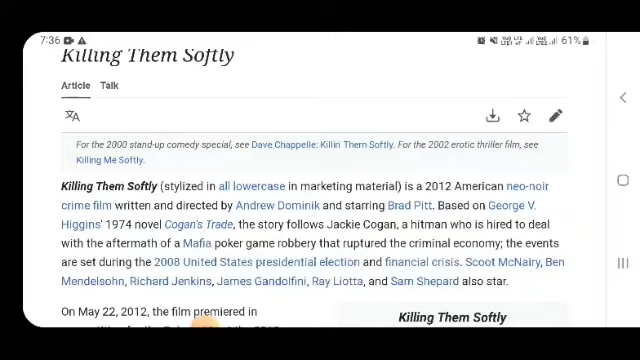 7:36 61%
Killing Them Softly
Article Talk
For the 2000 stand-up comedy special, see Dave Chappelle: Killin Them Softly. For the 2002 erotic thriller film, see
Killing Me Softly.
Killing Them Softly (stylized in all lowercase in marketing material) is a 2012 American neo-noir
crime film written and directed by Andrew Dominik and starring Brad Pitt. Based on George V.
Higgins' 1974 novel Cogan's Trade, the story follows Jackie Cogan, a hitman who is hired to deal
with the aftermath of a Mafia poker game robbery that ruptured the criminal economy; the events
are set during the 2008 United States presidential election and financial crisis. Scoot McNairy, Ben
Mendelsohn, Richard Jenkins, James Gandolfini, Ray Liotta, and Sam Shepard also star.
On May 22, 2012, the film premiered in
Killing Them Softly